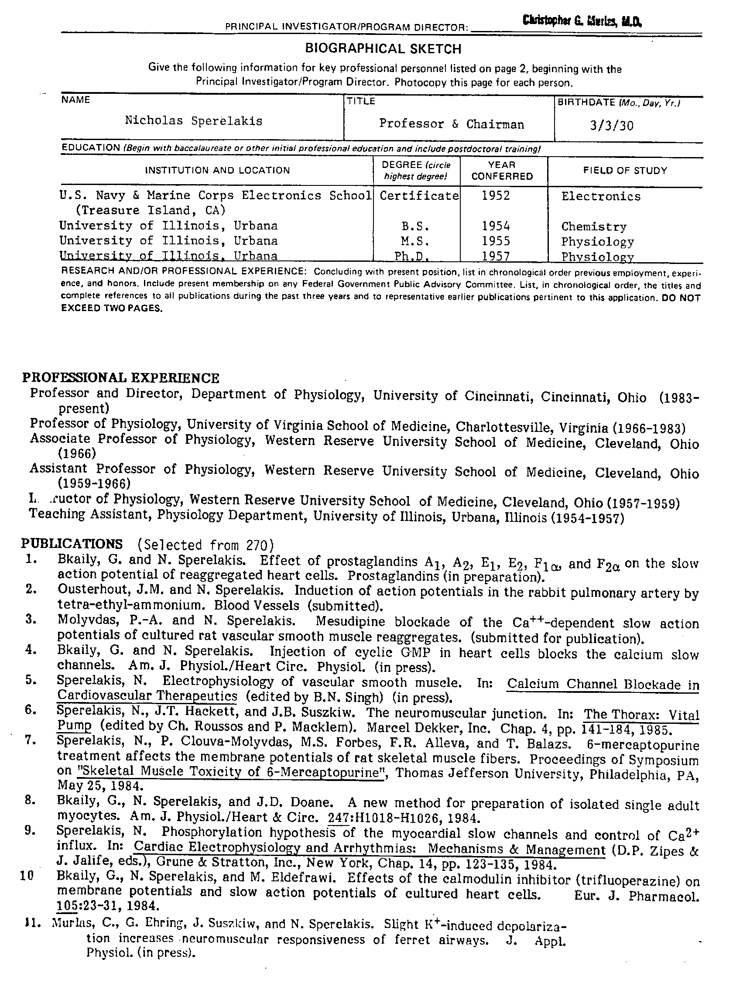 PRINCIPAL INVESTIGATOR/PROGRAM DIRECTOR: Christopher G. Murlas, M.D.
BIOGRAPHICAL SKETCH
Give the following information for key professional personnel listed on page 2, beginning with the
Principal Investigator/Program Director. Photocopy this page for each person.
NAME TITLE BIRTHDATE (Mo., Day, Yr.)
Nicholas Sperelakis Professor & Chairman 3/3/30
EDUCATION (Begin with baccalaureate or other initial professional education and include postdoctoral training)
INSTITUTION AND LOCATION DEGREE (circle highest degree) YEAR CONFERRED FIELD OF STUDY
U.S. Navy & Marine Corps Electronics School Certificate 1952 Electronics
(Treasure Island, CA)
University of Illinois, Urbana B.S. 1954 Chemistry
University of Illinois, Urbana M.S. 1955 Physiology
University of Illinois, Urbana Ph.D. 1957 Physiology
RESEARCH AND/OR PROFESSIONAL EXPERIENCE: Concluding with present position, list in chronological order previous employment, experi-
ence, and honors. Include present membership on any Federal Government Public Advisory Committee. List, in chronological order, the titles and
complete references to all publications during the past three years and to representative earlier publications pertinent to this application. DO NOT
EXCEED TWO PAGES.
PROFESSIONAL EXPERIENCE
Professor and Director, Department of Physiology, University of Cincinnati, Cincinnati, Ohio (1983-
present)
Professor of Physiology, University of Virginia School of Medicine, Charlottesville, Virginia (1966-1983)
Associate Professor of Physiology, Western Reserve University School of Medicine, Cleveland, Ohio
(1966)
Assistant Professor of Physiology, Western Reserve University School of Medicine, Cleveland, Ohio
(1959-1966)
of Physiology, Western Reserve University School of Medicine, Cleveland, Ohio (1957-1959)
Teaching Assistant, Physiology Department, University of Illinois, Urbana, Illinois (1954-1957)
PUBLICATIONS (Selected from 270)
1. Bkaily, G. and N. Sperelakis. Effect of prostaglandins A1, A2, E1, E2, F1α, and F2α on the slow
action potential of reaggregated heart cells. Prostaglandins (in preparation).
2. Ousterhout, J.M. and N. Sperelakis. Induction of action potentials in the rabbit pulmonary artery by
tetra-ethyl-ammonium. Blood Vessels (submitted).
3. Molyvdas, P.-A. and N. Sperelakis. Mesudipine blockade of the Ca++-dependent slow action
potentials of cultured rat vascular smooth muscle reaggregates. (submitted for publication).
4. Bkaily, G. and N. Sperelakis. Injection of cyclic GMP in heart cells blocks the calcium slow
channels. Am. J. Physiol./Heart Circ. Physiol. (in press).
5. Sperelakis, N. Electrophysiology of vascular smooth muscle. In: Calcium Channel Blockade in
Cardiovascular Therapeutics (edited by B.N. Singh) (in press).
6. Sperelakis, N., J.T. Hackett, and J.B. Suszkiw. The neuromuscular junction. In: The Thorax: Vital
Pump (edited by Ch. Roussos and P. Macklem). Marcel Dekker, Inc. Chap. 4, pp. 141-184, 1985.
7. Sperelakis, N., P. Clouva-Molyvdas, M.S. Forbes, F.R. Alleva, and T. Balazs. 6-mercaptopurine
treatment affects the membrane potentials of rat skeletal muscle fibers. Proceedings of Symposium
on "Skeletal Muscle Toxicity of 6-Mercaptopurine", Thomas Jefferson University, Philadelphia, PA,
May 25, 1984.
8. Bkaily, G., N. Sperelakis, and J.D. Doane. A new method for preparation of isolated single adult
myocytes. Am. J. Physiol./Heart & Circ. 247:H1018-H1026, 1984.
9. Sperelakis, N. Phosphorylation hypothesis of the myocardial slow channels and control of Ca2+
influx. In: Cardiac Electrophysiology and Arrhythmias: Mechanisms & Management (D.P. Zipes &
J. Jalife, eds.), Grune & Stratton, Inc., New York, Chap. 14, pp. 123-135, 1984.
10 Bkaily, G., N. Sperelakis, and M. Eldefrawi. Effects of the calmodulin inhibitor (trifluoperazine) on
membrane potentials and slow action potentials of cultured heart cells. Eur. J. Pharmacol.
105:23-31, 1984.
11. Murlas, C., G. Ehring, J. Suszkiw, and N. Sperelakis. Slight K+-induced depolariza-
tion increases neuromuscular responsiveness of ferret airways. J. Appl.
Physiol. (in press).